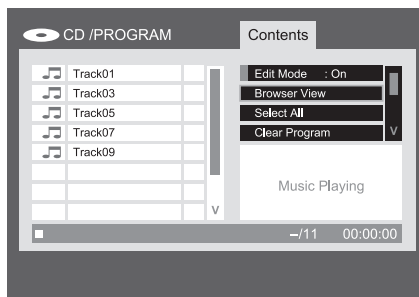 CD /PROGRAM
Contents
Track01
Track03
Track05
Track07
Track09
V
Edit Mode : On
Browser View
Select All
Clear Program
V
Music Playing
–/11 00:00:00